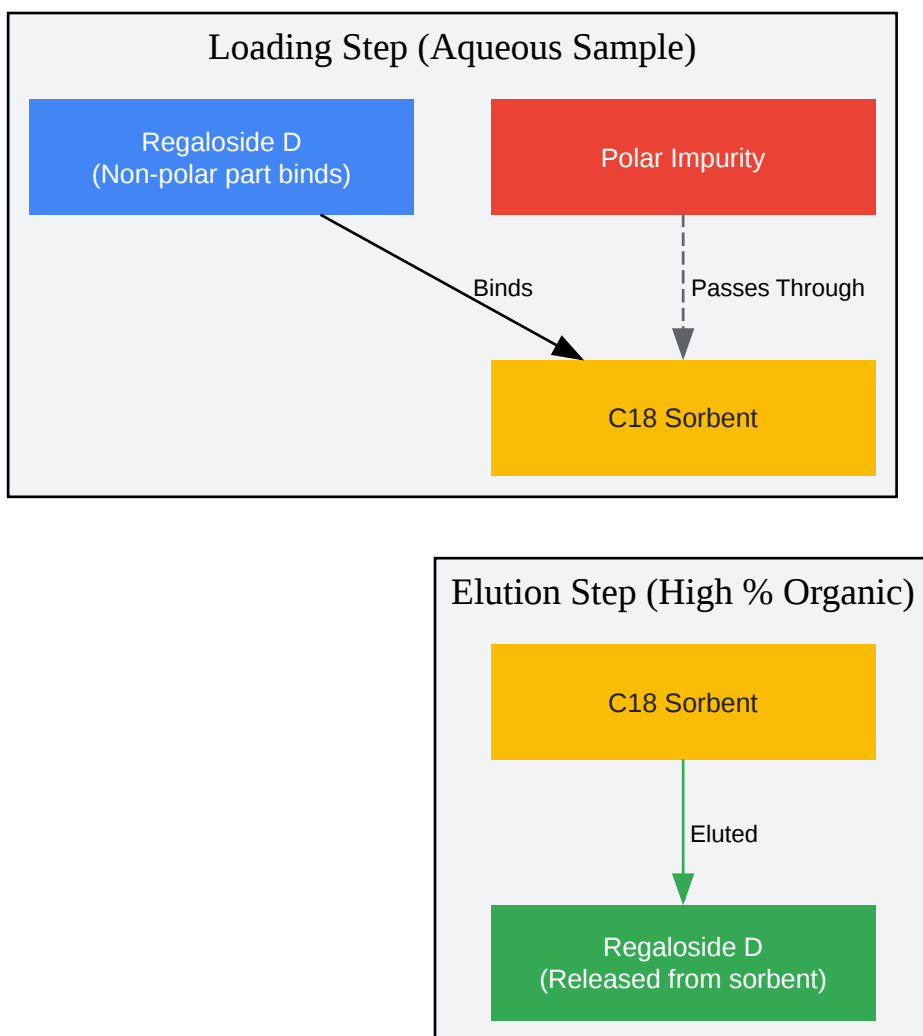 Loading Step (Aqueous Sample)
Regaloside D
(Non-polar part binds)
Polar Impurity
Binds
Passes Through
C18 Sorbent
Elution Step (High % Organic)
C18 Sorbent
Eluted
Regaloside D
(Released from sorbent)